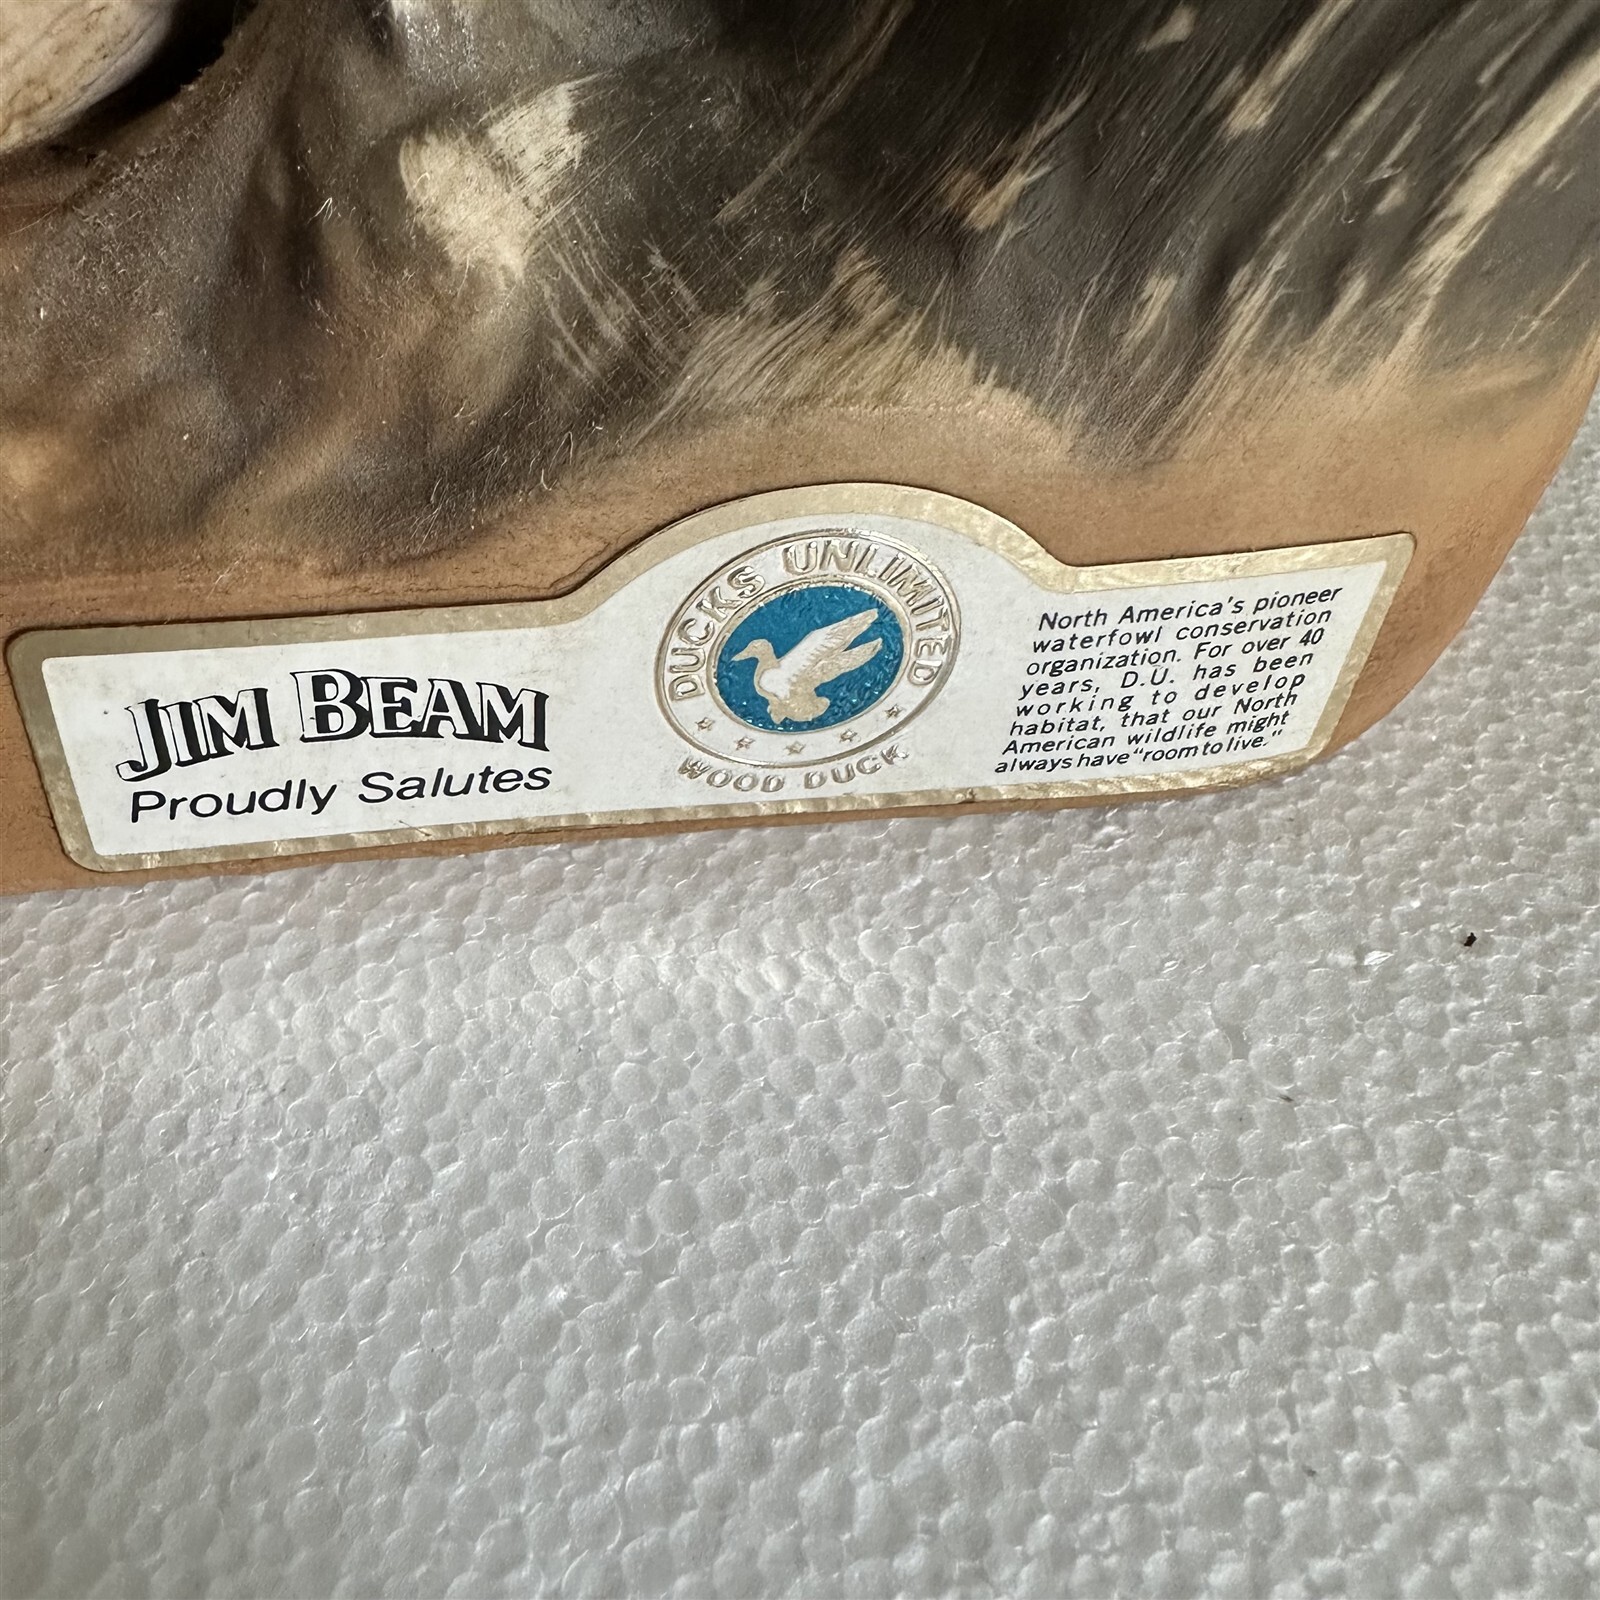 JIM BEAM
Proudly Salutes
DUCKS UNLIMITED
WOOD DUCK
North America's pioneer
waterfowl conservation
organization. For over 40
years, D.U. has been
working to develop
habitat, that our North
American wildlife might
always have "room to live."